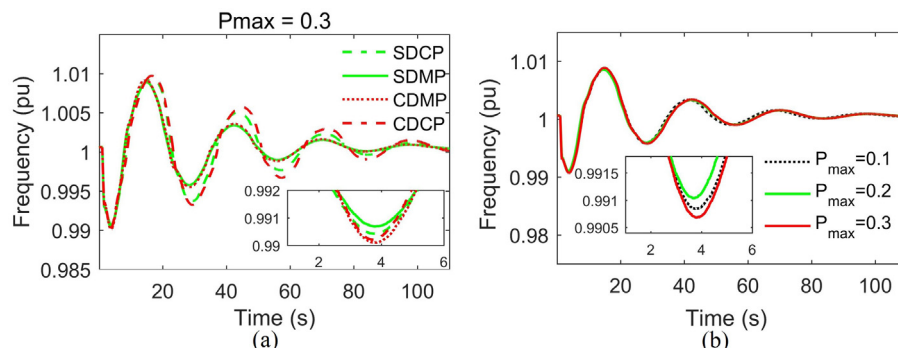 Pmax = 0.3
(a)
Frequency (pu)
1.01
1.005
1
0.995
0.99
0.985
SDCP
SDMP
CDMP
CDCP
0.992
0.991
0.99
2 4 6
20 40 60 80 100
Time (s)
(a)
(b)
Frequency (pu)
1.01
1
0.99
0.98
0.9915
0.991
0.9905
2 4 6
Pmax=0.1
Pmax=0.2
Pmax=0.3
20 40 60 80 100
Time (s)
(b)